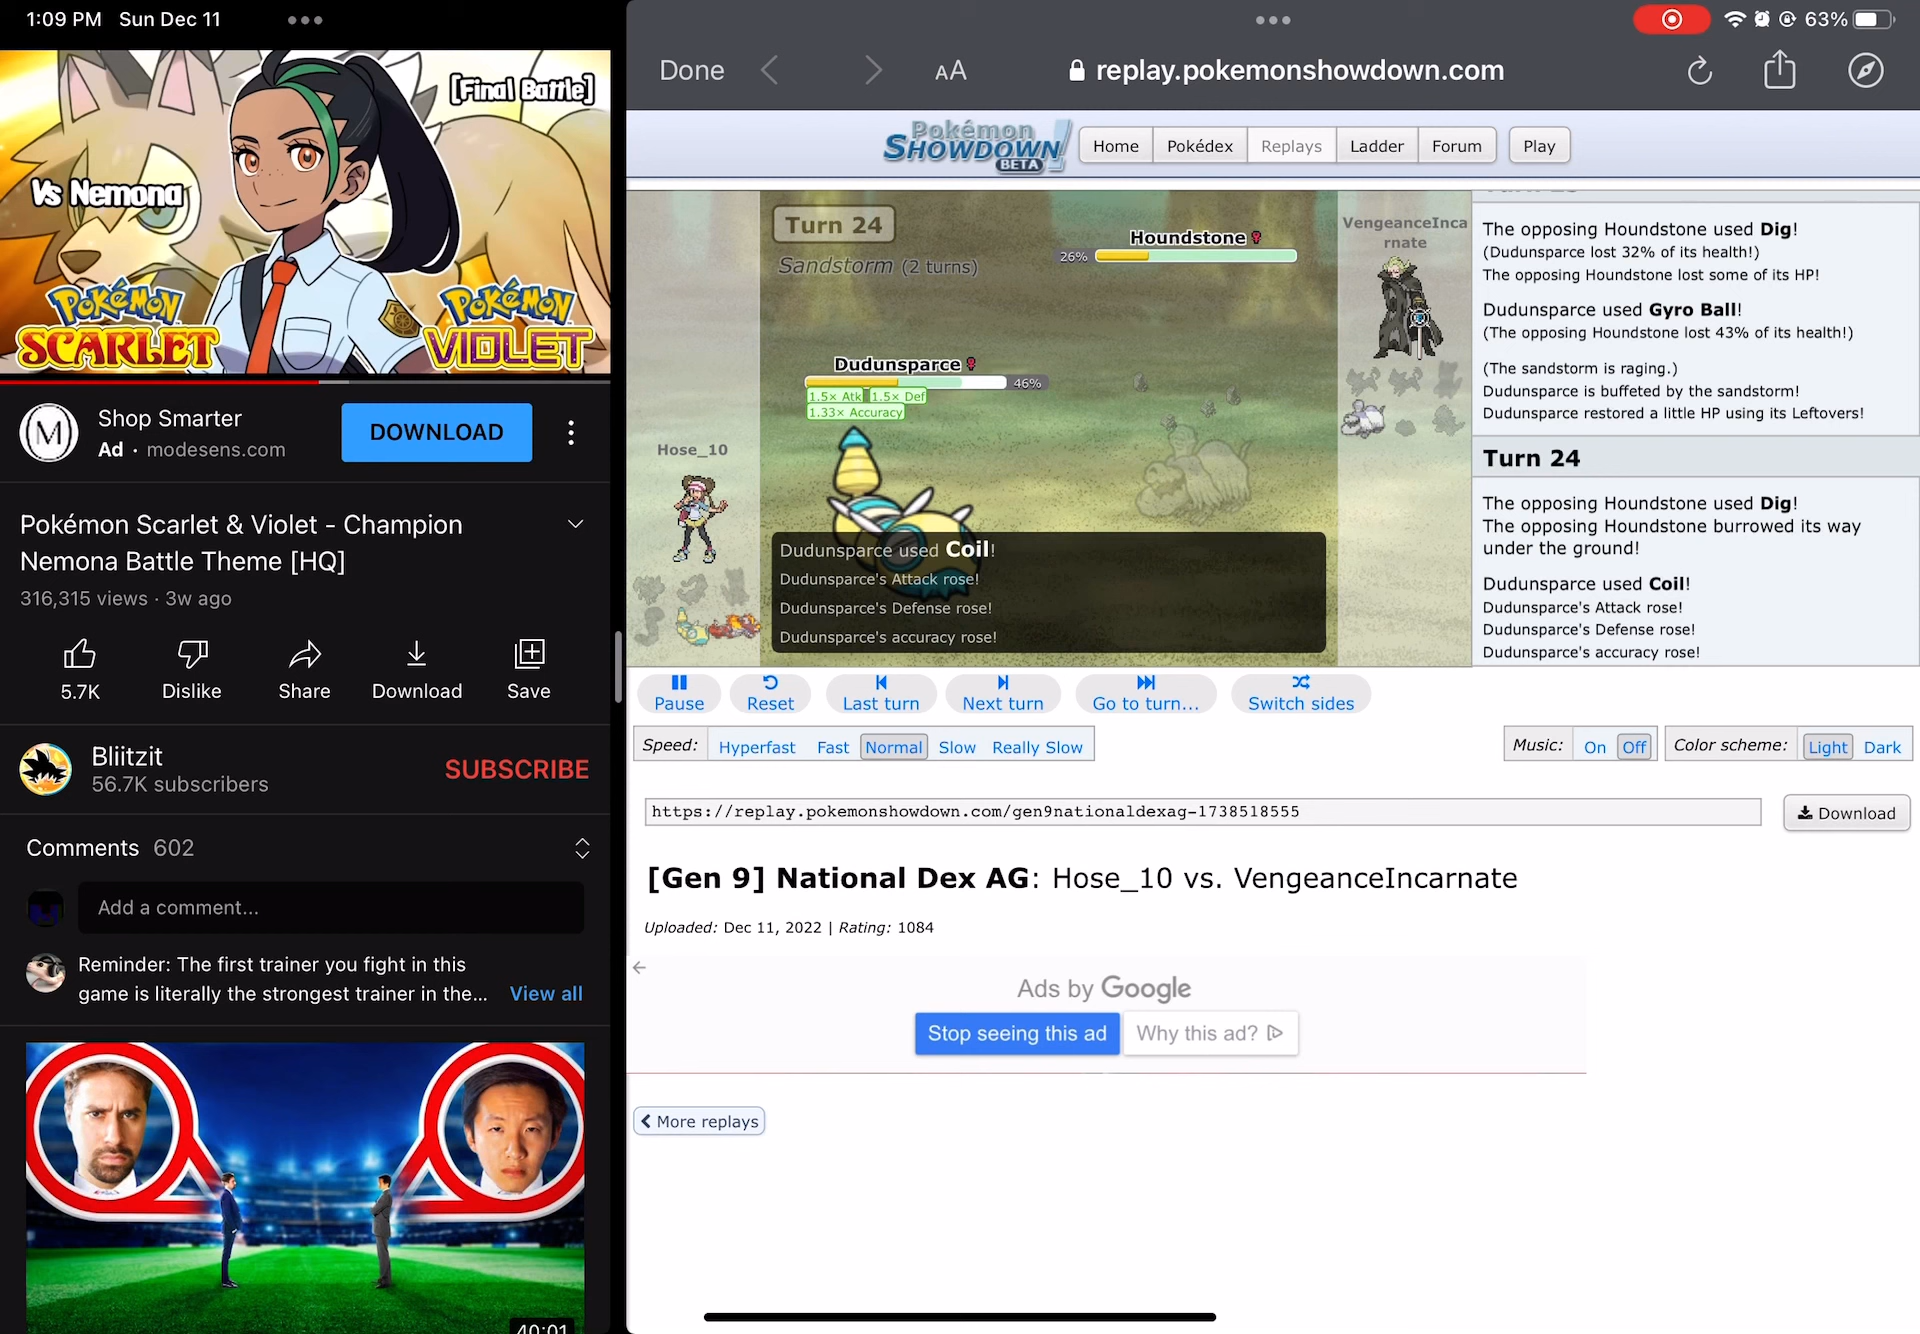 1:09 PM Sun Dec 11
63%
[Final Battle]
Vs Nemona
POKéMON
SCARLET
POKéMON
VIOLET
Shop Smarter
Ad · modesens.com
DOWNLOAD
Pokémon Scarlet & Violet - Champion
Nemona Battle Theme [HQ]
316,315 views · 3w ago
5.7K
Dislike
Share
Download
Save
Bliitzit
56.7K subscribers
SUBSCRIBE
Comments 602
Add a comment...
Reminder: The first trainer you fight in this
game is literally the strongest trainer in the...
View all
40:01
Done
AA
replay.pokemonshowdown.com
Pokémon
SHOWDOWN!
BETA
Home
Pokédex
Replays
Ladder
Forum
Play
Turn 24
Sandstorm (2 turns)
Houndstone
26%
VengeanceInca
rnate
Dudunsparce
46%
1.5× Atk
1.5× Def
1.33× Accuracy
Hose_10
Dudunsparce used Coil!
Dudunsparce's Attack rose!
Dudunsparce's Defense rose!
Dudunsparce's accuracy rose!
The opposing Houndstone used Dig!
(Dudunsparce lost 32% of its health!)
The opposing Houndstone lost some of its HP!
Dudunsparce used Gyro Ball!
(The opposing Houndstone lost 43% of its health!)
(The sandstorm is raging.)
Dudunsparce is buffeted by the sandstorm!
Dudunsparce restored a little HP using its Leftovers!
Turn 24
The opposing Houndstone used Dig!
The opposing Houndstone burrowed its way
under the ground!
Dudunsparce used Coil!
Dudunsparce's Attack rose!
Dudunsparce's Defense rose!
Dudunsparce's accuracy rose!
Pause
Reset
Last turn
Next turn
Go to turn...
Switch sides
Speed: Hyperfast Fast Normal Slow Really Slow
Music: On Off
Color scheme: Light Dark
https://replay.pokemonshowdown.com/gen9nationaldexag-1738518555
Download
[Gen 9] National Dex AG: Hose_10 vs. VengeanceIncarnate
Uploaded: Dec 11, 2022 | Rating: 1084
Ads by Google
Stop seeing this ad
Why this ad?
More replays